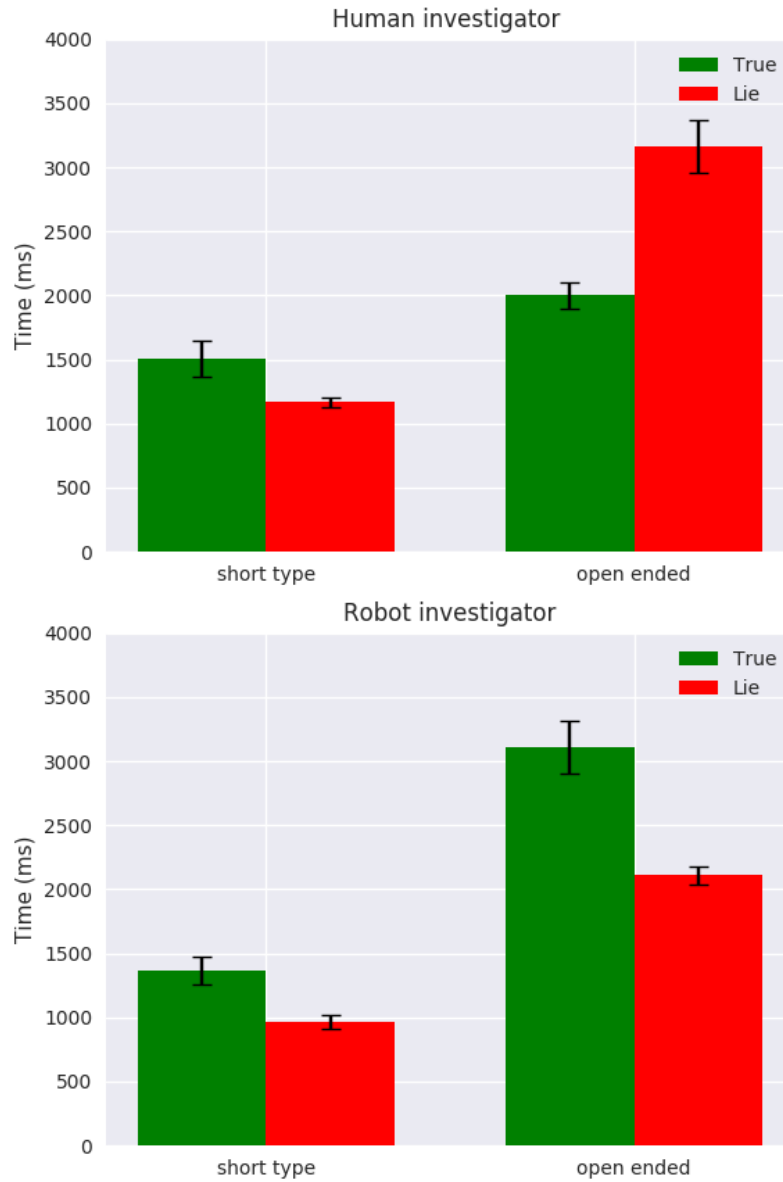 Human investigator
4000
3500
3000
2500
2000
1500
1000
500
0
Time (ms)
True
Lie
short type
open ended
Robot investigator
4000
3500
3000
2500
2000
1500
1000
500
0
Time (ms)
True
Lie
short type
open ended